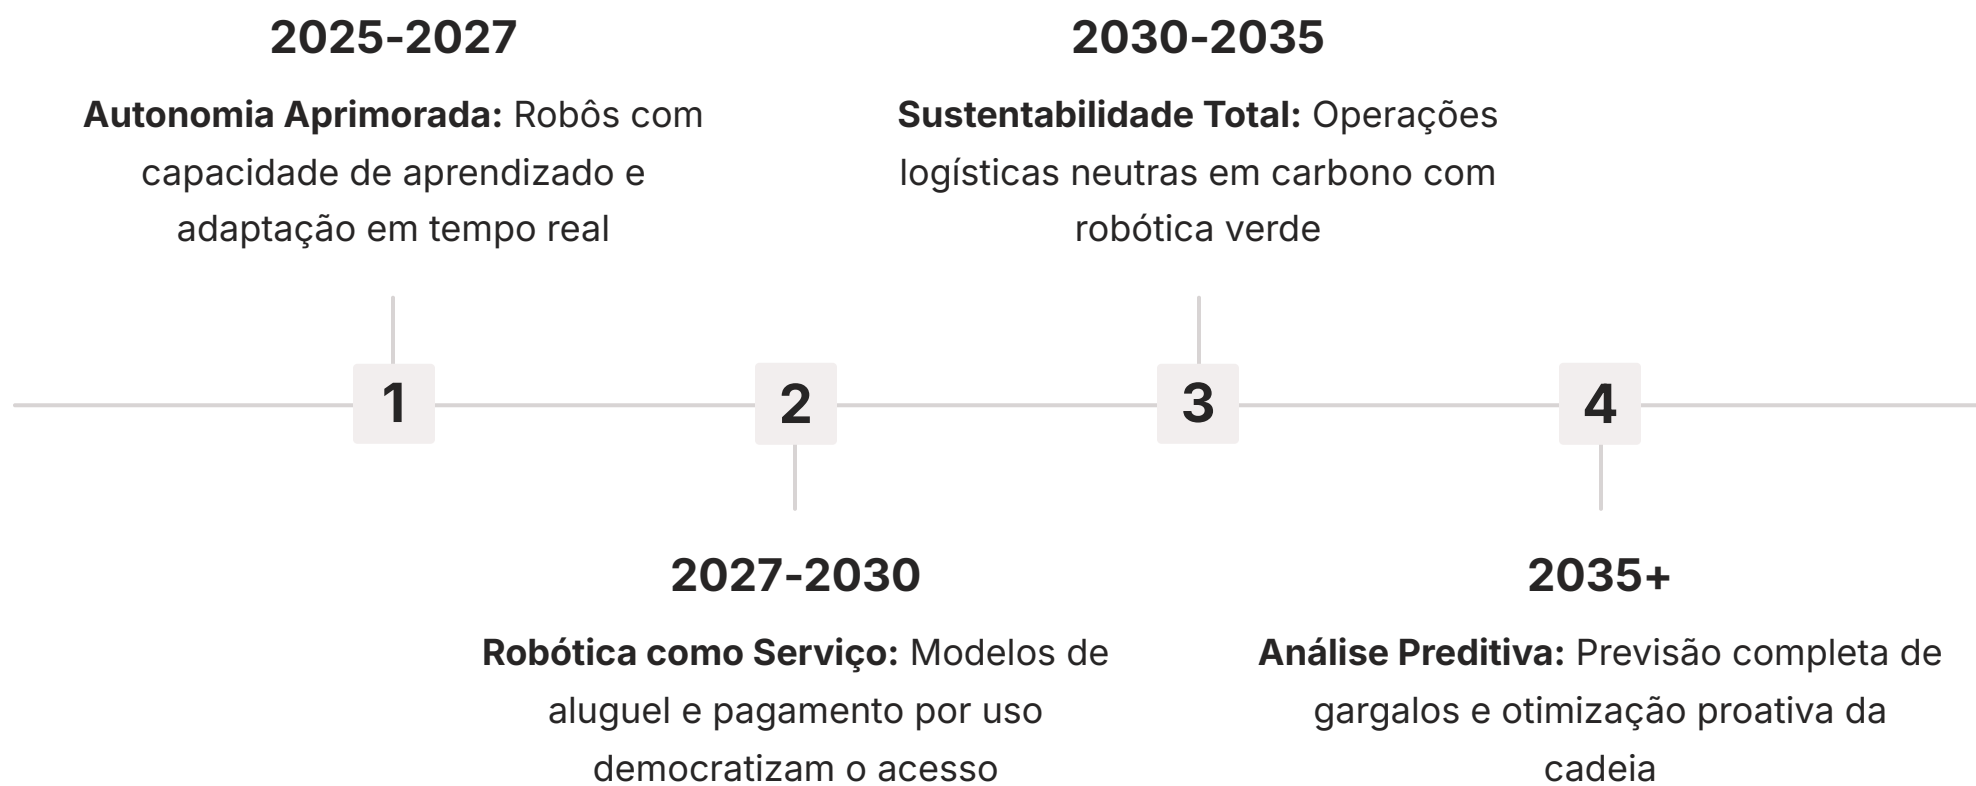 2025-2027
Autonomia Aprimorada: Robôs com
capacidade de aprendizado e
adaptação em tempo real
2030-2035
Sustentabilidade Total: Operações
logísticas neutras em carbono com
robótica verde
1
2
3
4
2027-2030
Robótica como Serviço: Modelos de
aluguel e pagamento por uso
democratizam o acesso
2035+
Análise Preditiva: Previsão completa de
gargalos e otimização proativa da
cadeia